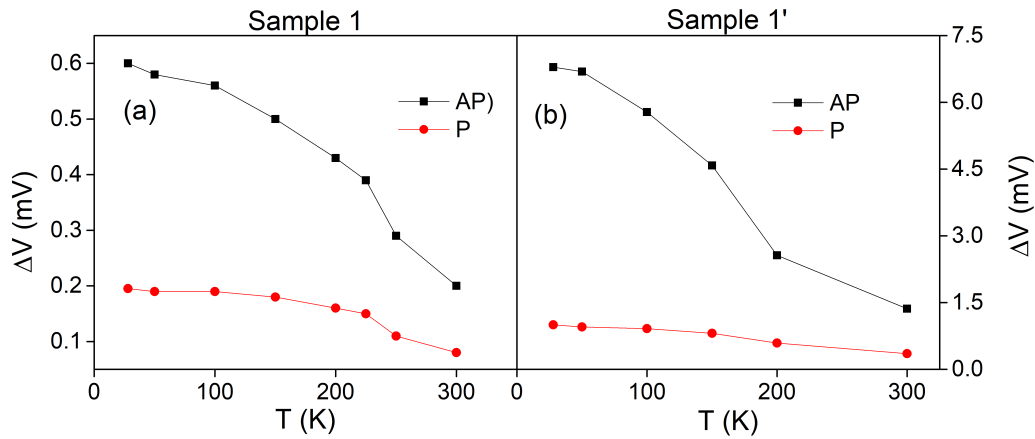 Sample 1
Sample 1'
0.6
0.5
0.4
0.3
0.2
0.1
ΔV (mV)
(a)
AP)
P
0
100
200
300
T (K)
(b)
AP
P
0
100
200
300
T (K)
7.5
6.0
4.5
3.0
1.5
0.0
ΔV (mV)